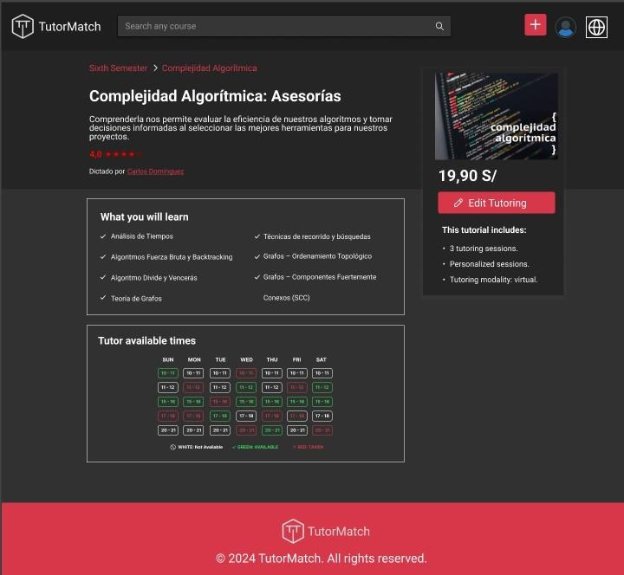 TutorMatch
Search any course
Sixth Semester > Complejidad Algorítmica
Complejidad Algorítmica: Asesorías
Comprenderla nos permite evaluar la eficiencia de nuestros algoritmos y tomar
decisiones informadas al seleccionar las mejores herramientas para nuestros
proyectos.
4,0
Dictado por Carlos Domínguez
{
complejidad
algorítmica
}
19,90 S/
Edit Tutoring
This tutorial includes:
• 3 tutoring sessions.
• Personalized sessions.
• Tutoring modality: virtual.
What you will learn
Análisis de Tiempos
Técnicas de recorrido y búsquedas
Algoritmos Fuerza Bruta y Backtracking
Grafos – Ordenamiento Topológico
Algoritmo Divide y Vencerás
Grafos – Componentes Fuertemente
Conexos (SCC)
Teoría de Grafos
Tutor available times
SUN MON TUE WED THU FRI SAT
10 - 11 10 - 11 10 - 11 10 - 11 10 - 11 10 - 11 10 - 11
11 - 12 11 - 12 11 - 12 11 - 12 11 - 12 11 - 12 11 - 12
15 - 16 15 - 16 15 - 16 15 - 16 15 - 16 15 - 16 15 - 16
17 - 18 17 - 18 17 - 18 17 - 18 17 - 18 17 - 18 17 - 18
20 - 21 20 - 21 20 - 21 20 - 21 20 - 21 20 - 21 20 - 21
WHITE: Not Available GREEN: AVAILABLE RED: TAKEN
TutorMatch
© 2024 TutorMatch. All rights reserved.